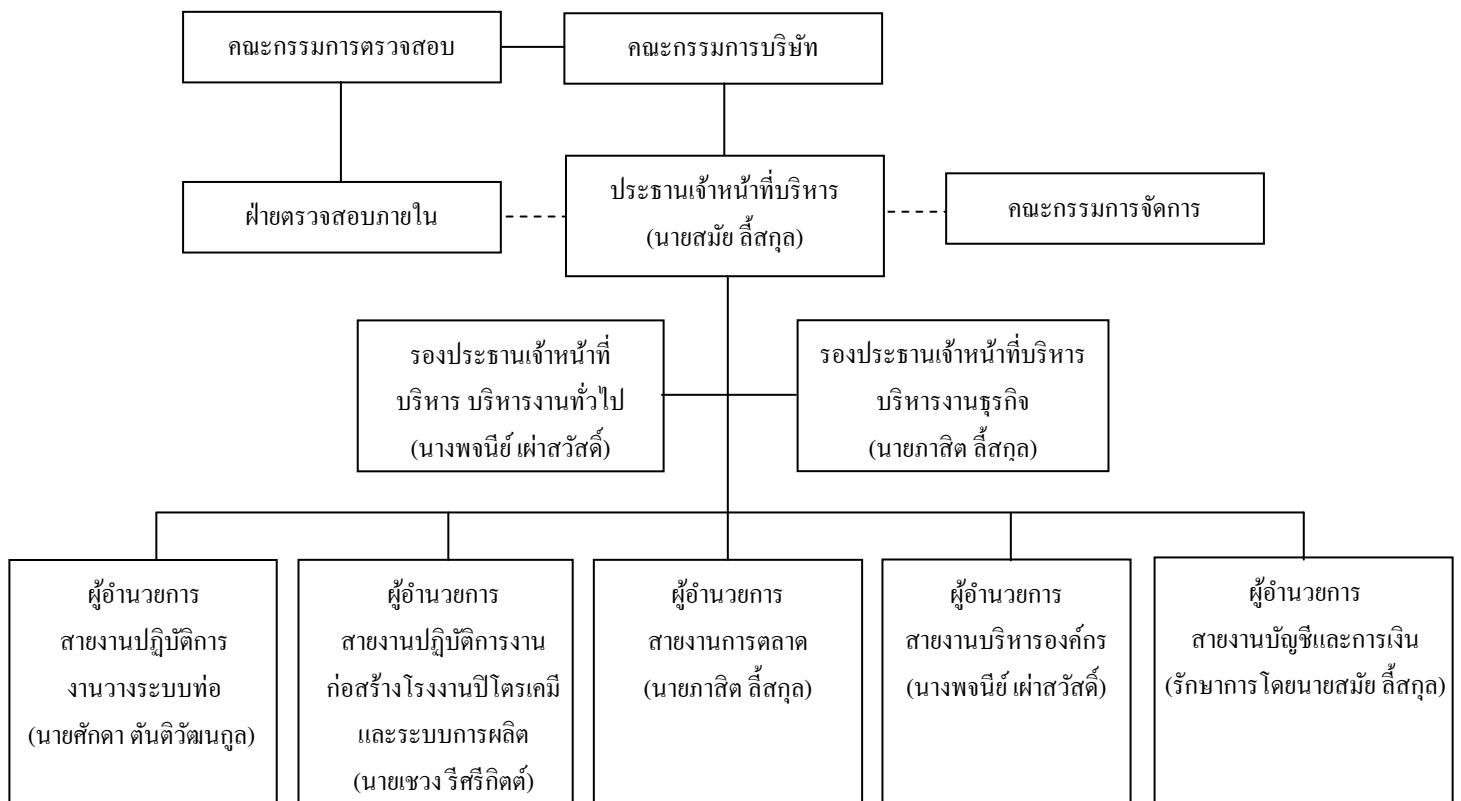 คณะกรรมการตรวจสอบ
คณะกรรมการบริษัท
ฝ่ายตรวจสอบภายใน
ประธานเจ้าหน้าที่บริหาร
(นายสมัย ลี้สกุล)
คณะกรรมการจัดการ
รองประธานเจ้าหน้าที่
บริหาร บริหารงานทั่วไป
(นางพจนีย์ เผ่าสวัสดิ์)
รองประธานเจ้าหน้าที่บริหาร
บริหารงานธุรกิจ
(นายภาสิต ลี้สกุล)
ผู้อำนวยการ
สายงานปฏิบัติการ
งานวางระบบท่อ
(นายศักดา ตันติวัฒนกูล)
ผู้อำนวยการ
สายงานปฏิบัติการงาน
ก่อสร้างโรงงานปิโตรเคมี
และระบบการผลิต
(นายเชวง รีศรีกิตต์)
ผู้อำนวยการ
สายงานการตลาด
(นายภาสิต ลี้สกุล)
ผู้อำนวยการ
สายงานบริหารองค์กร
(นางพจนีย์ เผ่าสวัสดิ์)
ผู้อำนวยการ
สายงานบัญชีและการเงิน
(รักษาการโดยนายสมัย ลี้สกุล)